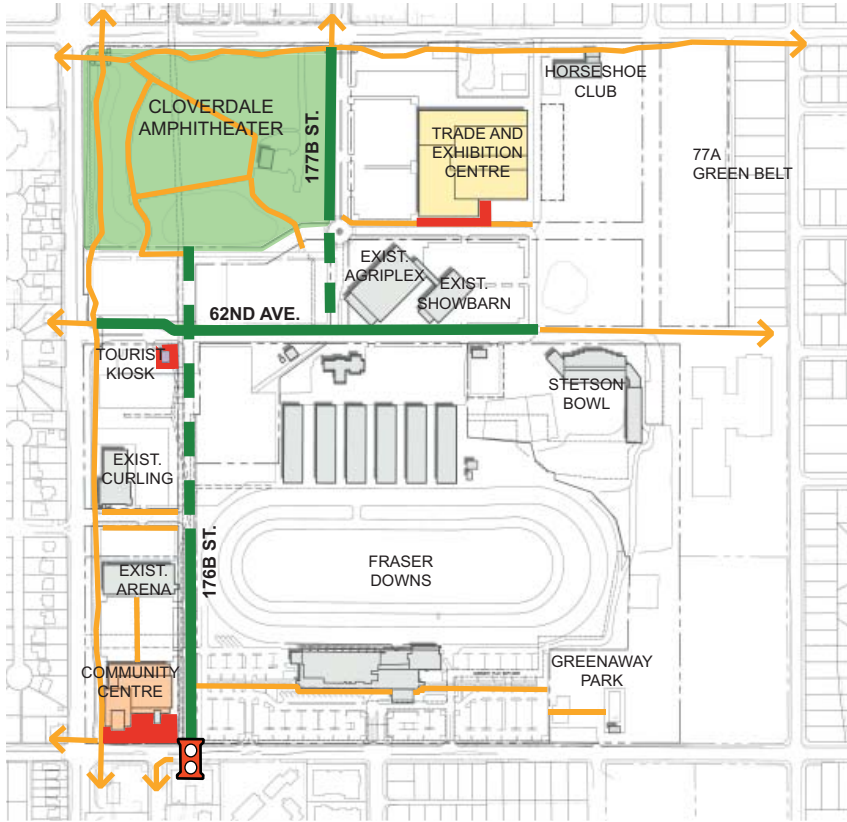 HORSESHOE
CLUB
CLOVERDALE
AMPHITHEATER
177B ST.
TRADE AND
EXHIBITION
CENTRE
77A
GREEN BELT
EXIST.
AGRIPLEX
EXIST.
SHOWBARN
62ND AVE.
TOURIST
KIOSK
STETSON
BOWL
EXIST.
CURLING
176B ST.
FRASER
DOWNS
EXIST.
ARENA
COMMUNITY
CENTRE
GREENAWAY
PARK